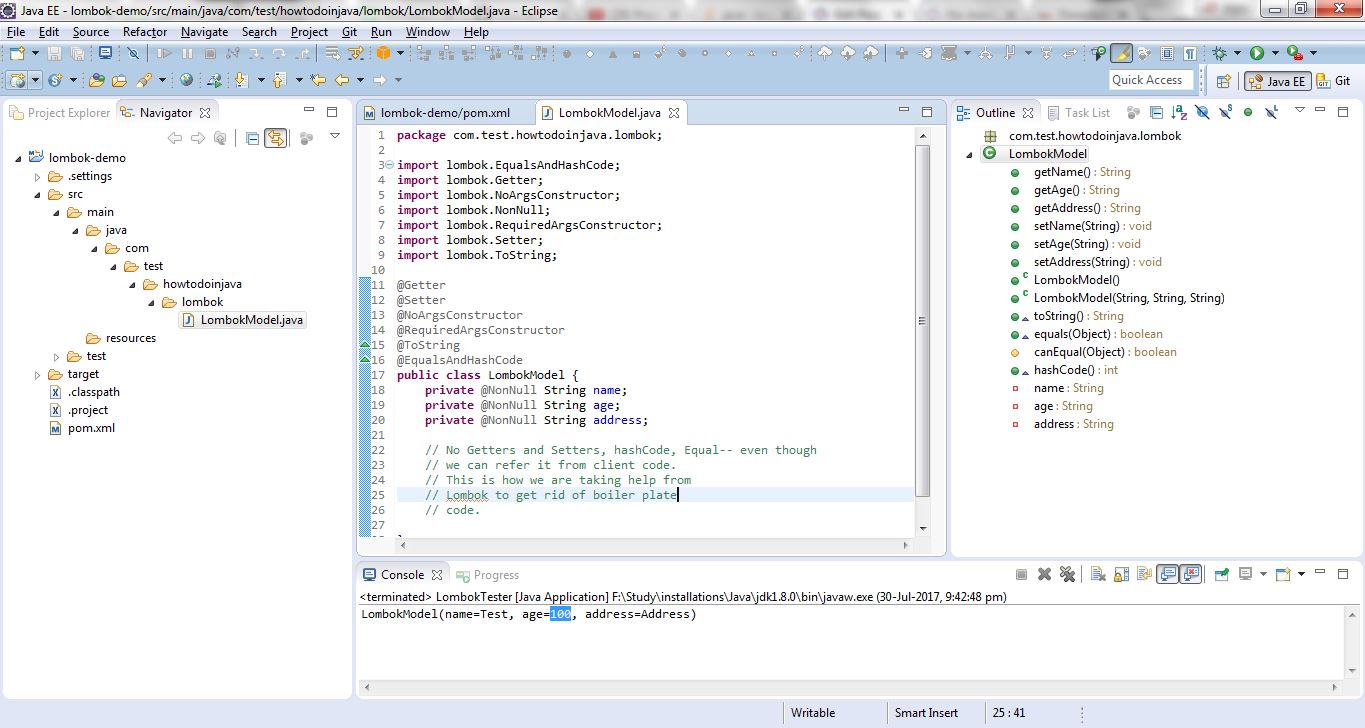 Java EE - lombok-demo/src/main/java/com/test/howtodoinjava/lombok/LombokModel.java - Eclipse
File Edit Source Refactor Navigate Search Project Git Run Window Help
Quick Access
Java EE
Git
Project Explorer
Navigator
lombok-demo
.settings
src
main
java
com
test
howtodoinjava
lombok
LombokModel.java
resources
test
target
.classpath
.project
pom.xml
lombok-demo/pom.xml
LombokModel.java
1 package com.test.howtodoinjava.lombok;
2
3 import lombok.EqualsAndHashCode;
4 import lombok.Getter;
5 import lombok.NoArgsConstructor;
6 import lombok.NonNull;
7 import lombok.RequiredArgsConstructor;
8 import lombok.Setter;
9 import lombok.ToString;
10
11 @Getter
12 @Setter
13 @NoArgsConstructor
14 @RequiredArgsConstructor
15 @ToString
16 @EqualsAndHashCode
17 public class LombokModel {
18 private @NonNull String name;
19 private @NonNull String age;
20 private @NonNull String address;
21
22 // No Getters and Setters, hashCode, Equal-- even though
23 // we can refer it from client code.
24 // This is how we are taking help from
25 // Lombok to get rid of boiler plate
26 // code.
27
Outline
Task List
com.test.howtodoinjava.lombok
LombokModel
getName() : String
getAge() : String
getAddress() : String
setName(String) : void
setAge(String) : void
setAddress(String) : void
LombokModel()
LombokModel(String, String, String)
toString() : String
equals(Object) : boolean
canEqual(Object) : boolean
hashCode() : int
name : String
age : String
address : String
Console
Progress
<terminated> LombokTester [Java Application] F:\Study\installations\Java\jdk1.8.0\bin\javaw.exe (30-Jul-2017, 9:42:48 pm)
LombokModel(name=Test, age=100, address=Address)
Writable
Smart Insert
25 : 41